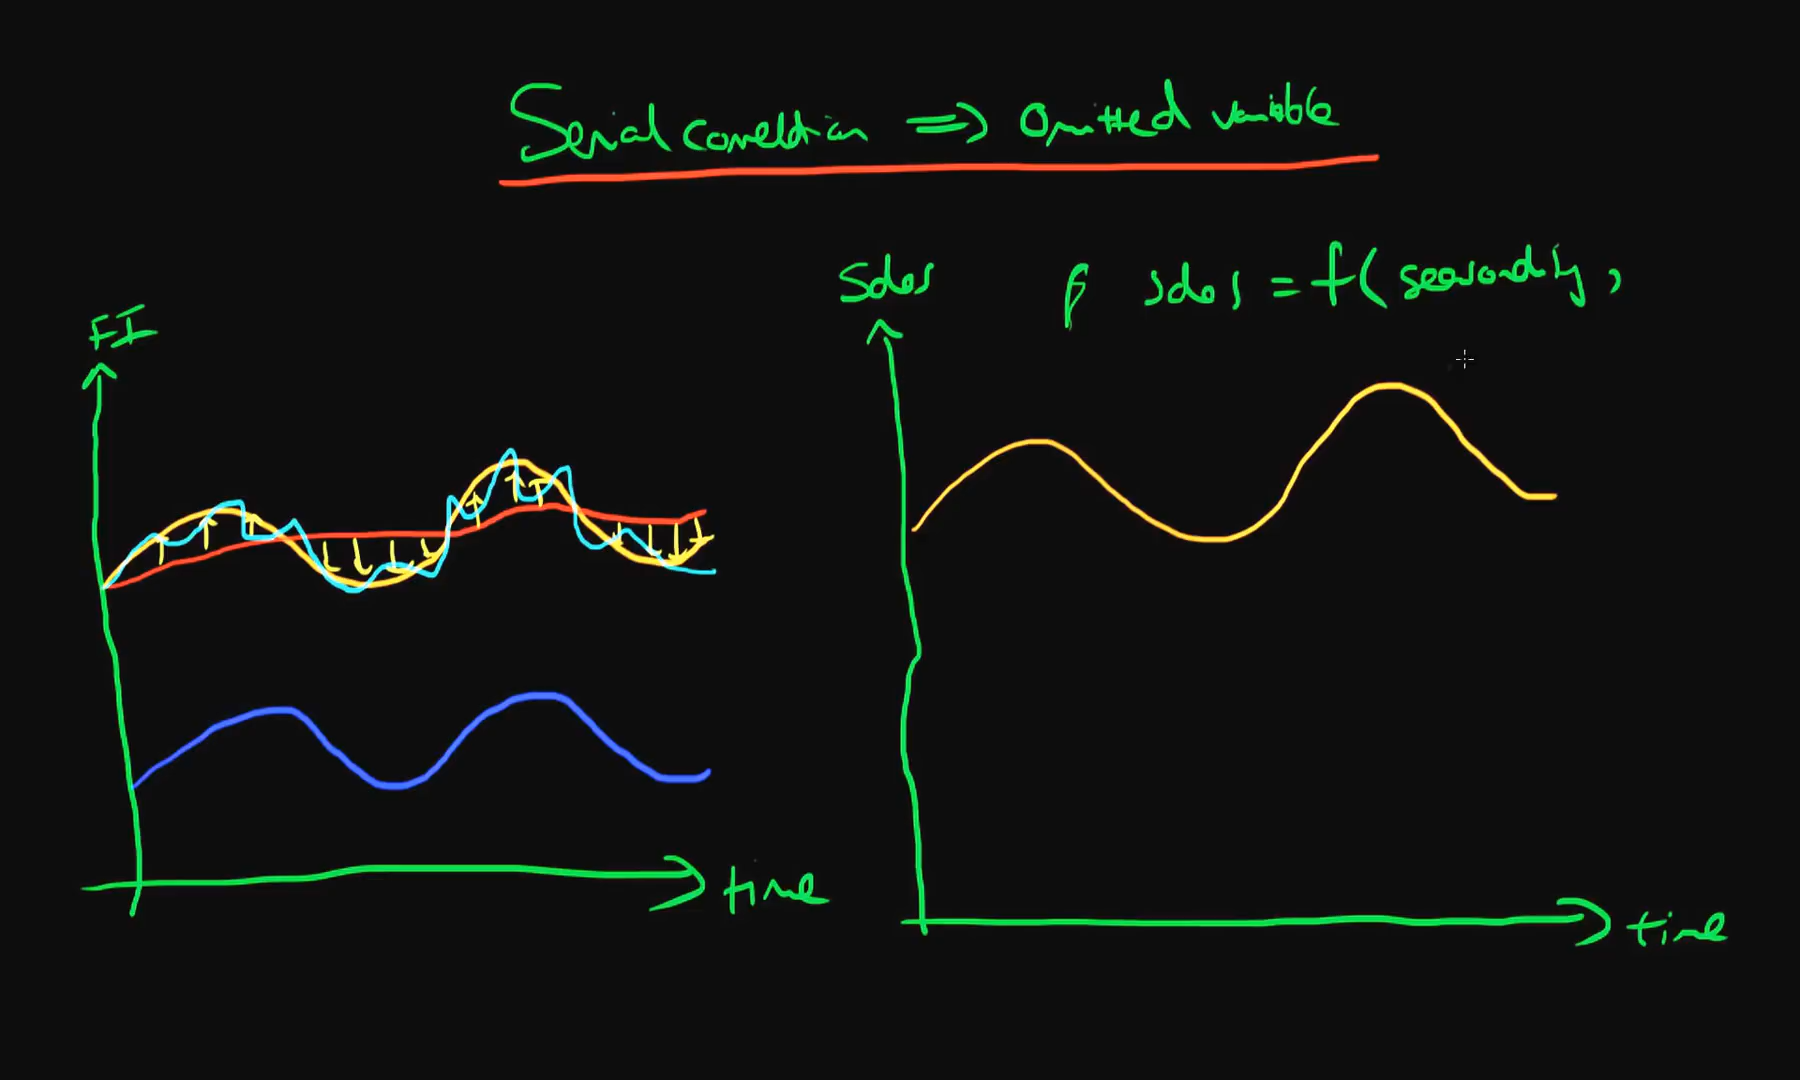 Serial correlation => Omitted variable
Sales
β sales = f(seasonality,
FI
time
time